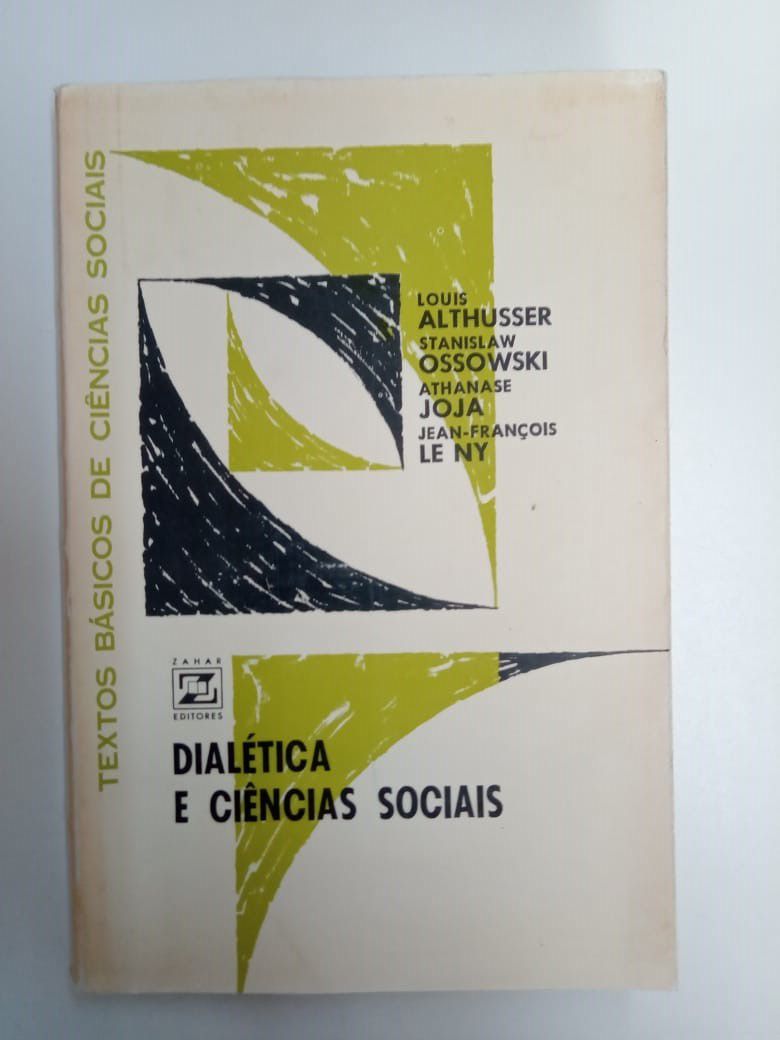 TEXTOS BÁSICOS DE CIÊNCIAS SOCIAIS
LOUIS
ALTHUSSER
STANISLAW
OSSOWSKI
ATHANASE
JOJA
JEAN-FRANÇOIS
LE NY
ZAHAR
EDITORES
DIALÉTICA
E CIÊNCIAS SOCIAIS